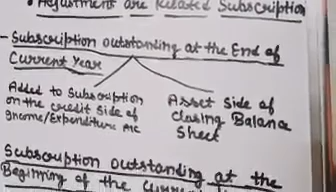 • Adjustment are Related Subscription
- Subscription outstanding at the End of
Current Year
Added to Subscription
on the credit side of
Income/Expenditure A/c
Asset side of
Closing Balance
Sheet
Subscription outstanding at the
Beginning of the Current